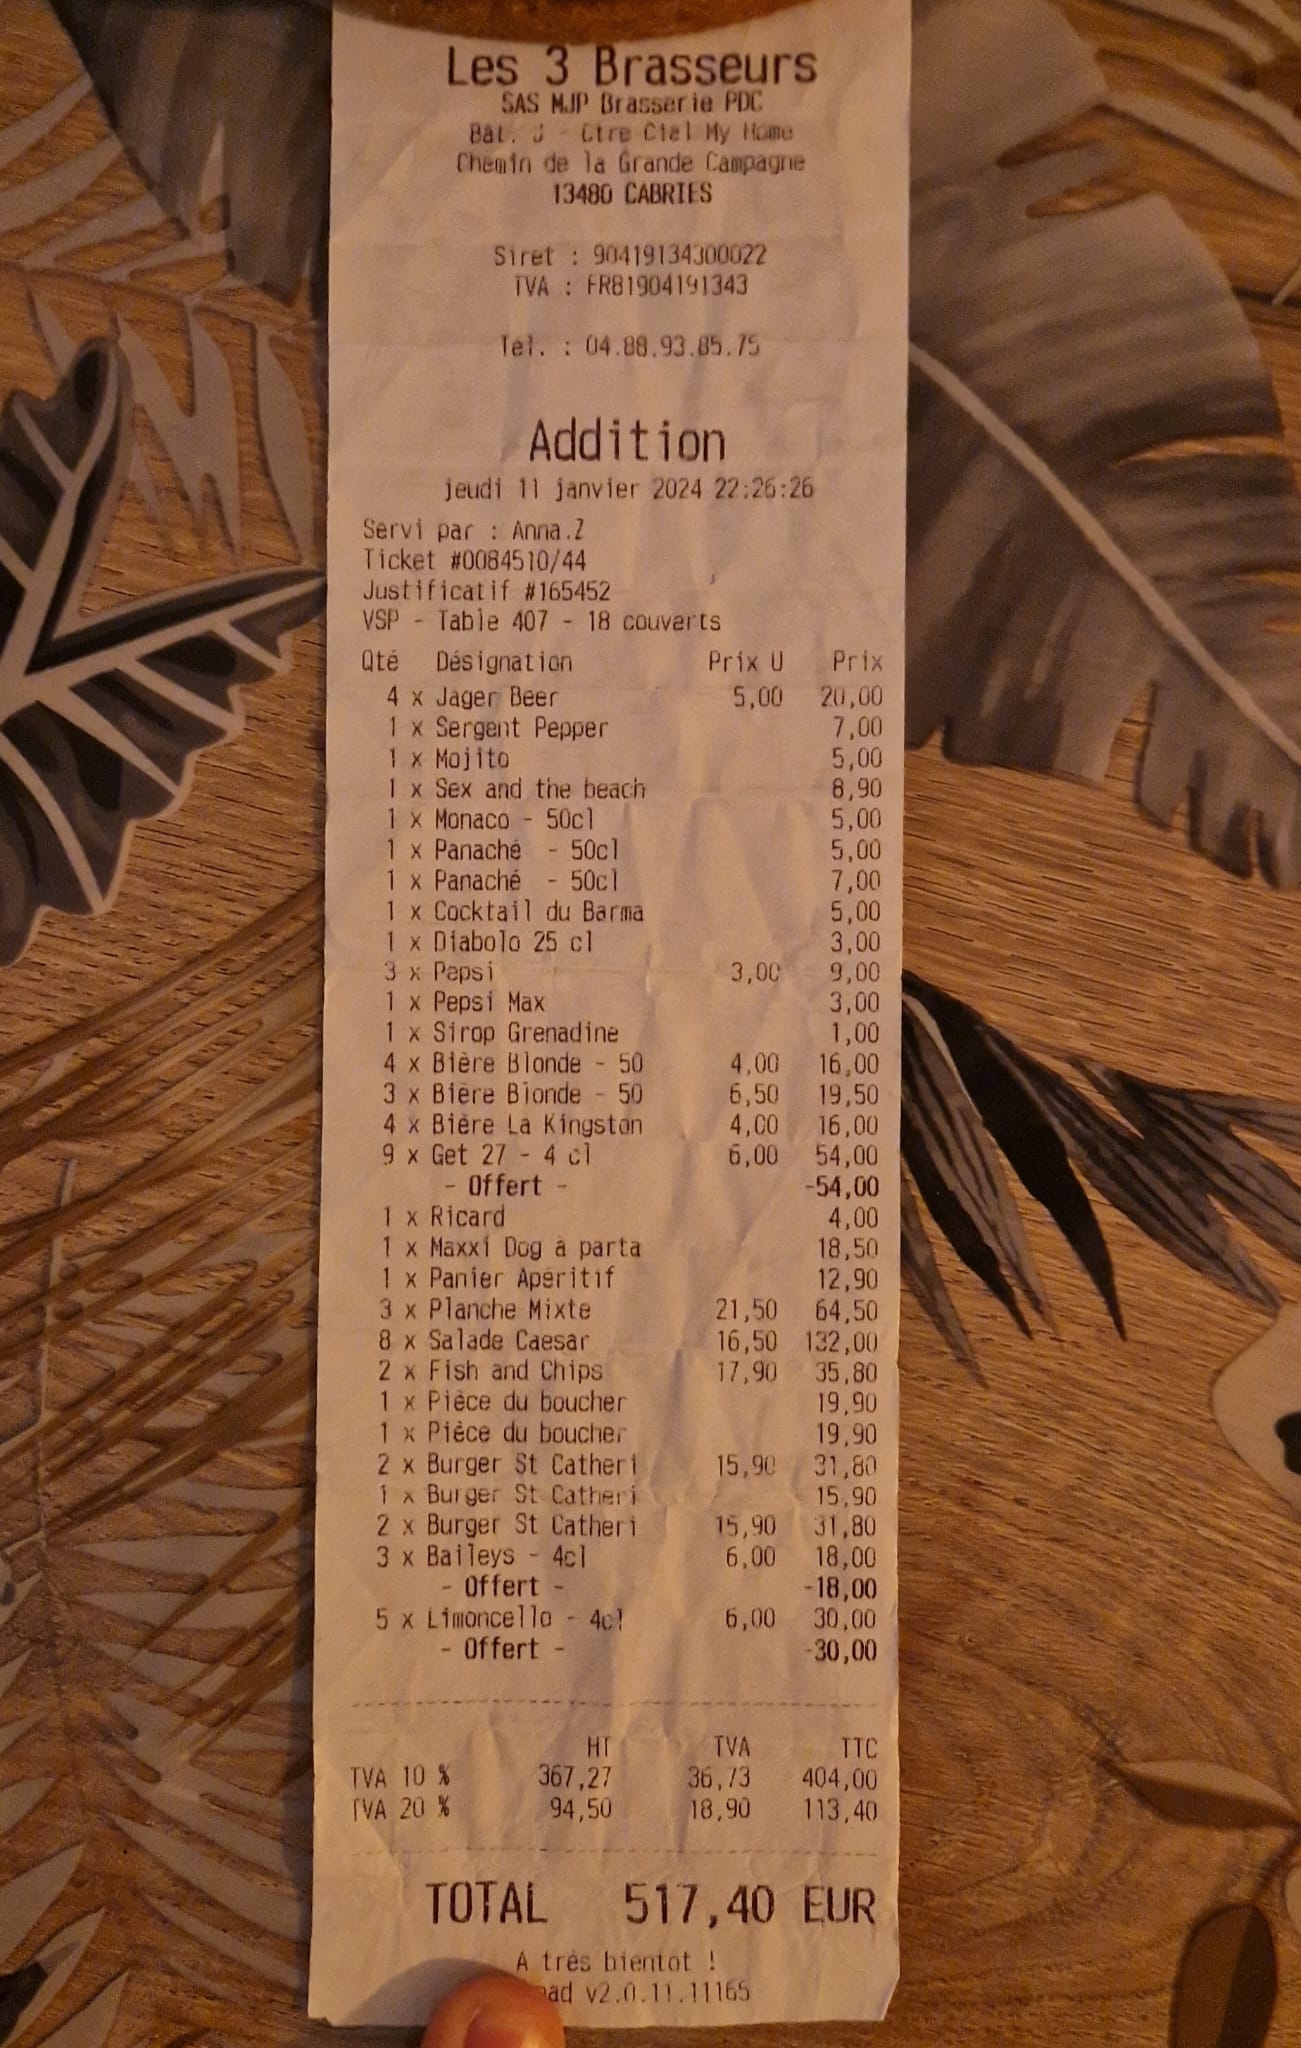 Les 3 Brasseurs
SAS MJP Brasserie PDC
Bât. J - Ctre Ciel My Home
Chemin de la Grande Campagne
13480 CABRIES
Siret : 90419134300022
TVA : FR81904191343
Tel. : 04.88.93.85.75
Addition
jeudi 11 janvier 2024 22:26:26
Servi par : Anna.Z
Ticket #0084510/44
Justificatif #165452
VSP - Table 407 - 18 couverts
Qté Désignation Prix U Prix
4 x Jager Beer 5,00 20,00
1 x Sergent Pepper 7,00
1 x Mojito 5,00
1 x Sex and the beach 8,90
1 x Monaco - 50cl 5,00
1 x Panaché - 50cl 5,00
1 x Panaché - 50cl 7,00
1 x Cocktail du Barma 5,00
1 x Diabolo 25 cl 3,00
3 x Pepsi 3,00 9,00
1 x Pepsi Max 3,00
1 x Sirop Grenadine 1,00
4 x Bière Blonde - 50 4,00 16,00
3 x Bière Blonde - 50 6,50 19,50
4 x Bière La Kingston 4,00 16,00
9 x Get 27 - 4 cl 6,00 54,00
- Offert - -54,00
1 x Ricard 4,00
1 x Maxxi Dog à parta 18,50
1 x Panier Apéritif 12,90
3 x Planche Mixte 21,50 64,50
8 x Salade Caesar 16,50 132,00
2 x Fish and Chips 17,90 35,80
1 x Pièce du boucher 19,90
1 x Pièce du boucher 19,90
2 x Burger St Catheri 15,90 31,80
1 x Burger St Catheri 15,90
2 x Burger St Catheri 15,90 31,80
3 x Baileys - 4cl 6,00 18,00
- Offert - -18,00
5 x Limoncello - 4cl 6,00 30,00
- Offert - -30,00
HT TVA TTC
TVA 10 % 367,27 36,73 404,00
TVA 20 % 94,50 18,90 113,40
TOTAL 517,40 EUR
A très bientôt !
v2.0.11.11165